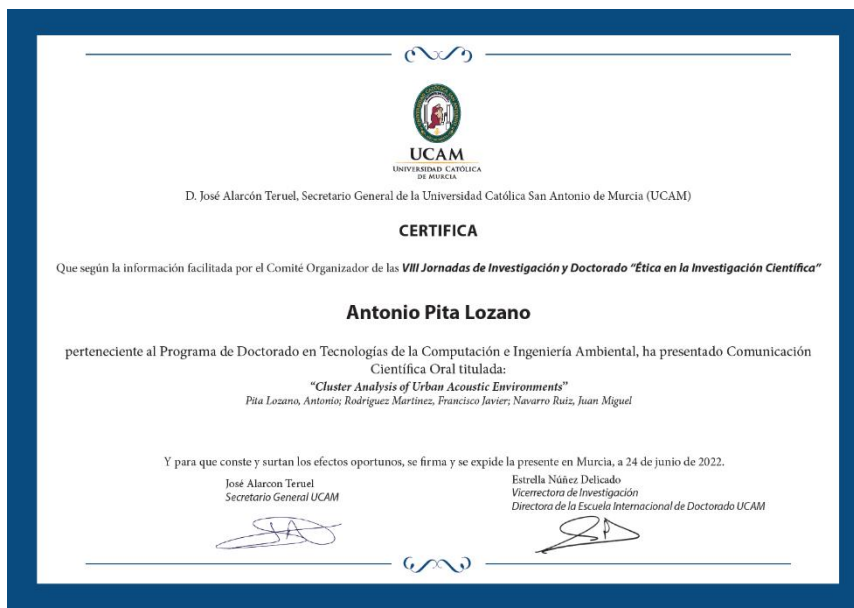 UCAM
UNIVERSIDAD CATÓLICA
DE MURCIA
D. José Alarcón Teruel, Secretario General de la Universidad Católica San Antonio de Murcia (UCAM)
CERTIFICA
Que según la información facilitada por el Comité Organizador de las VIII Jornadas de Investigación y Doctorado “Ética en la Investigación Científica”
Antonio Pita Lozano
perteneciente al Programa de Doctorado en Tecnologías de la Computación e Ingeniería Ambiental, ha presentado Comunicación
Científica Oral titulada:
“Cluster Analysis of Urban Acoustic Environments”
Pita Lozano, Antonio; Rodriguez Martinez, Francisco Javier; Navarro Ruiz, Juan Miguel
Y para que conste y surtan los efectos oportunos, se firma y se expide la presente en Murcia, a 24 de junio de 2022.
José Alarcon Teruel
Secretario General UCAM
Estrella Núñez Delicado
Vicerrectora de Investigación
Directora de la Escuela Internacional de Doctorado UCAM